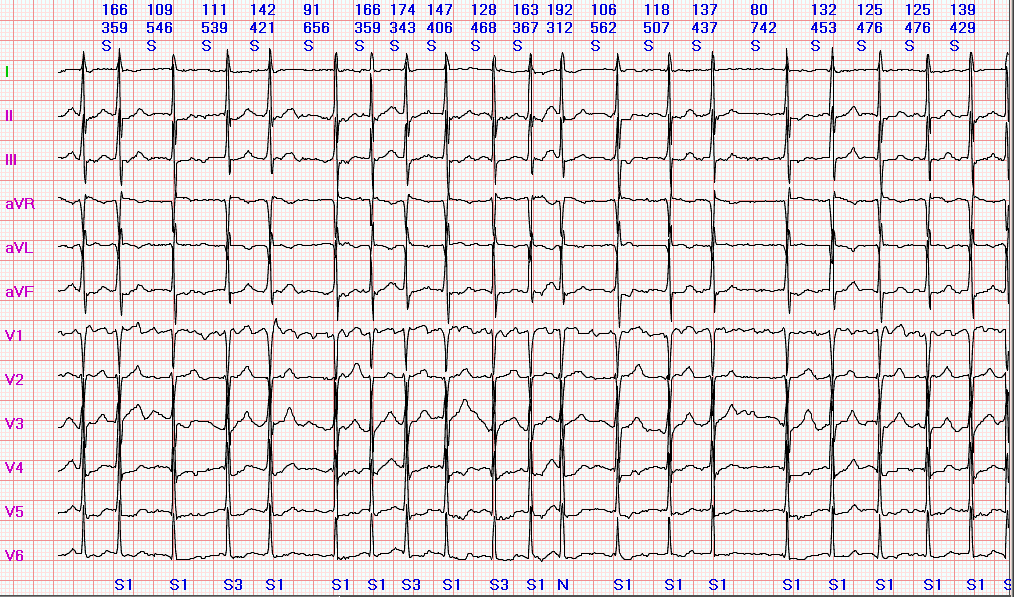 166 109 111 142 91 166 174 147 128 163 192 106 118 137 80 132 125 125 139
359 546 539 421 656 359 343 406 468 367 312 562 507 437 742 453 476 476 429
S S S S S S S S S S N S S S S S S S S
I
II
III
aVR
aVL
aVF
V1
V2
V3
V4
V5
V6
S1 S1 S3 S1 S1 S1 S3 S1 S3 S1 N S1 S1 S1 S1 S1 S1 S1 S1